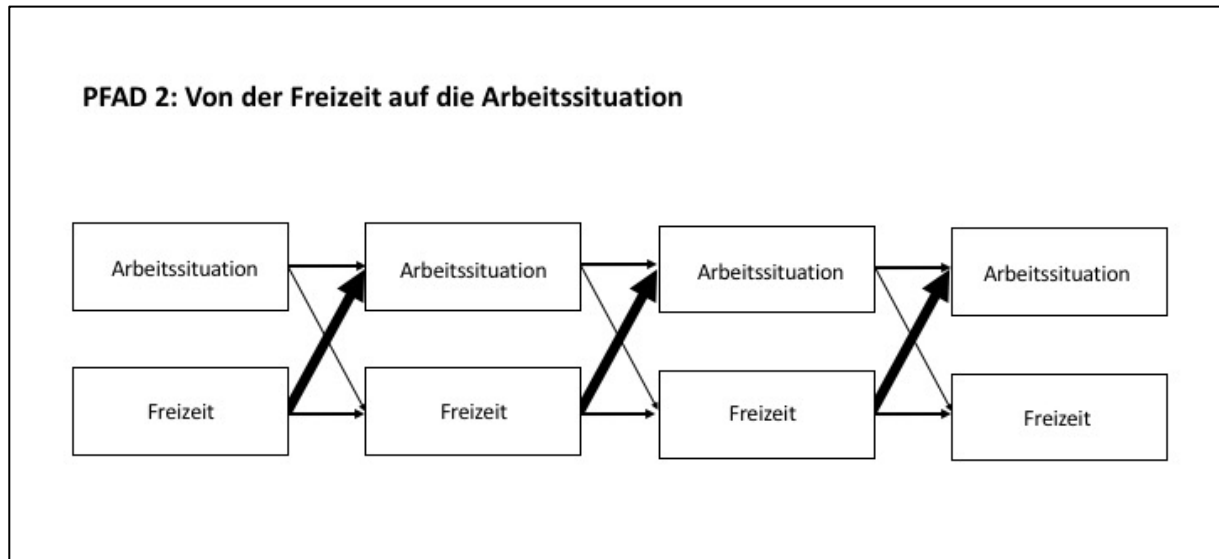 PFAD 2: Von der Freizeit auf die Arbeitssituation
Arbeitssituation
Arbeitssituation
Arbeitssituation
Arbeitssituation
Freizeit
Freizeit
Freizeit
Freizeit